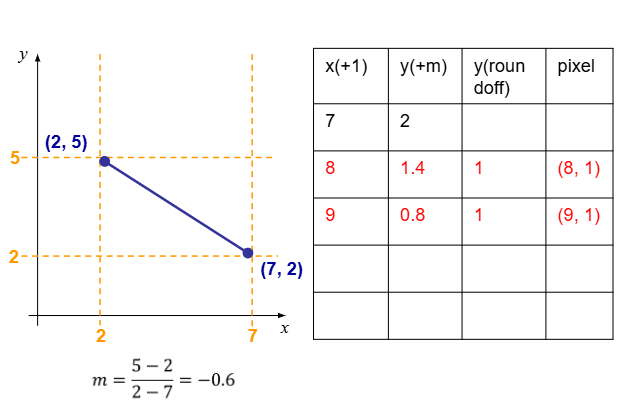 y
(2, 5)
5
2
(7, 2)
2
7
x
m = (5 − 2)/(2 − 7) = −0.6
x(+1) y(+m) y(roun
doff) pixel
7 2
8 1.4 1 (8, 1)
9 0.8 1 (9, 1)